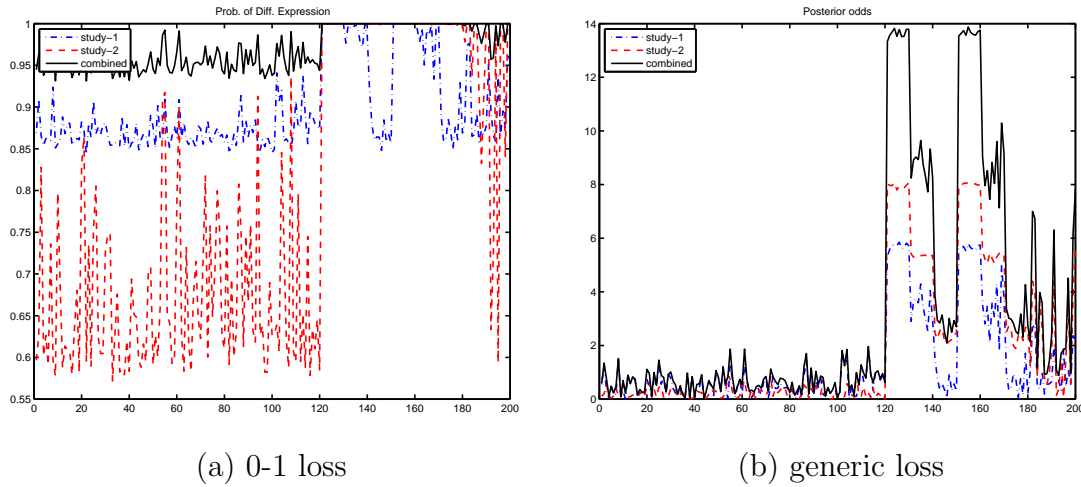 Prob. of Diff. Expression
1
0.95
0.9
0.85
0.8
0.75
0.7
0.65
0.6
0.55
0 20 40 60 80 100 120 140 160 180 200
study-1
study-2
combined
(a) 0-1 loss
Posterior odds
14
12
10
8
6
4
2
0
0 20 40 60 80 100 120 140 160 180 200
study-1
study-2
combined
(b) generic loss